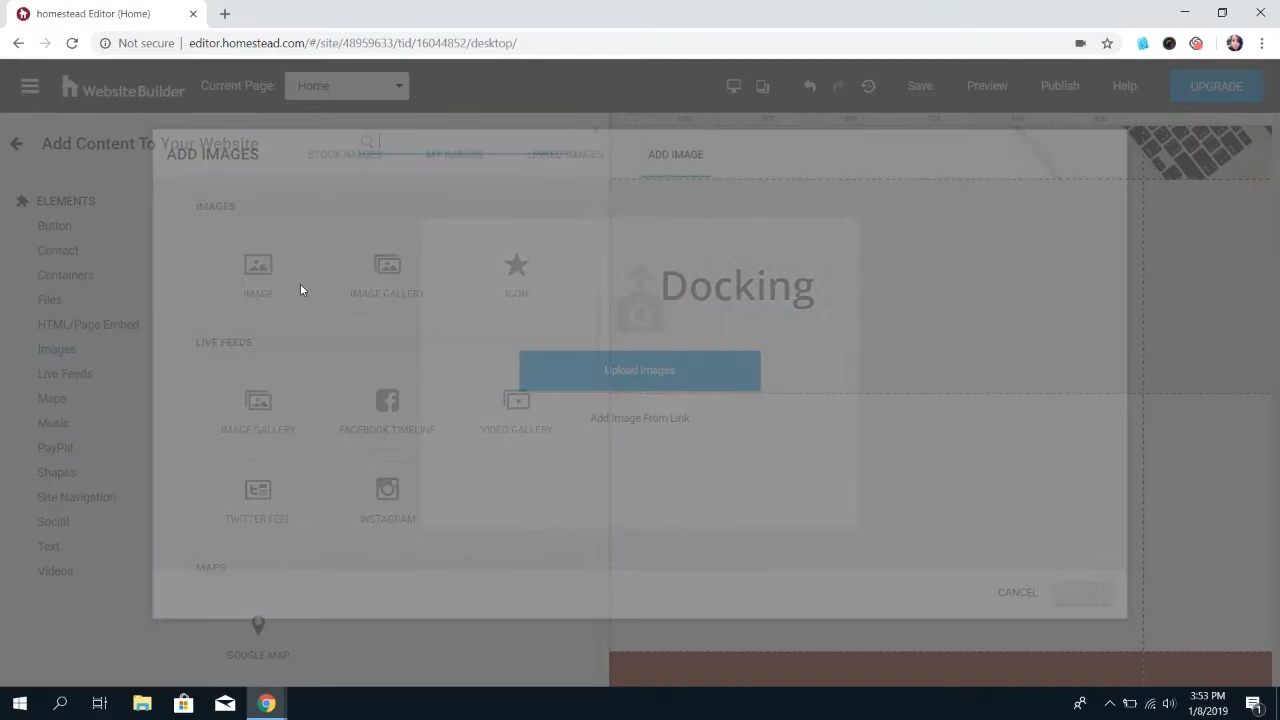 homestead Editor (Home)
Not secure | editor.homestead.com/#/site/48959633/tid/16044852/desktop/
WebsiteBuilder
Current Page: Home
Save
Preview
Publish
Help
UPGRADE
Add Content To Your Website
ADD IMAGES
STOCK IMAGES
MY IMAGES
LINKED IMAGES
ADD IMAGE
ELEMENTS
Button
Contact
Containers
Files
HTML/Page Embed
Images
Live Feeds
Maps
Music
PayPal
Shapes
Site Navigation
Social
Text
Videos
IMAGES
IMAGE
IMAGE GALLERY
ICON
LIVE FEEDS
IMAGE GALLERY
FACEBOOK TIMELINE
VIDEO GALLERY
TWITTER FEED
INSTAGRAM
MAPS
GOOGLE MAP
Docking
Upload Images
Add Image From Link
CANCEL
3:53 PM
1/8/2019